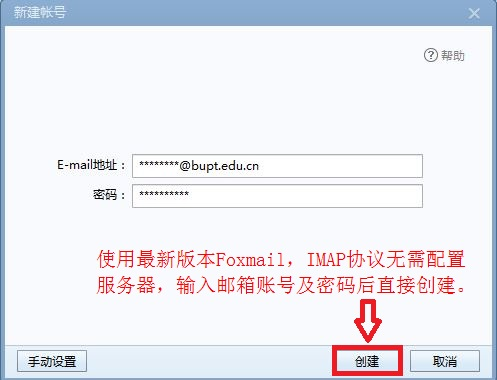 新建帐号
帮助
E-mail地址：
********@bupt.edu.cn
密码：
**********
使用最新版本Foxmail，IMAP协议无需配置
服务器，输入邮箱账号及密码后直接创建。
手动设置
创建
取消